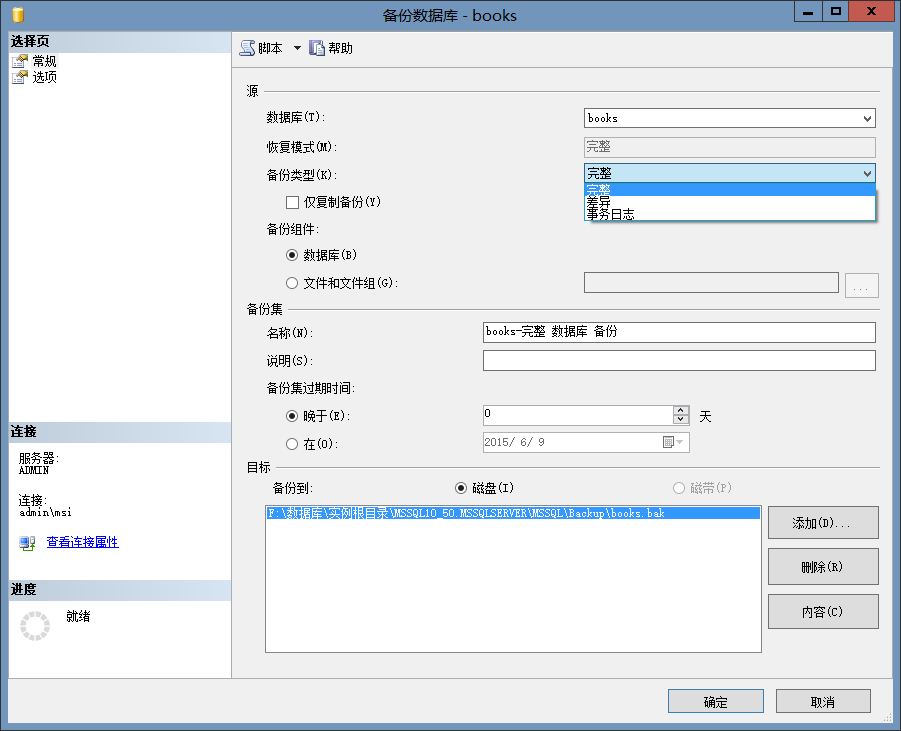 备份数据库 - books
选择页
常规
选项
脚本 帮助
源
数据库(T): books
恢复模式(M): 完整
备份类型(K): 完整
完整
差异
事务日志
仅复制备份(Y)
备份组件:
数据库(B)
文件和文件组(G): ...
备份集
名称(N): books-完整 数据库 备份
说明(S):
备份集过期时间:
晚于(E): 0 天
在(O): 2015/ 6/ 9
目标
备份到: 磁盘(I) 磁带(P)
F:\数据库\实例根目录\MSSQL10_50.MSSQLSERVER\MSSQL\Backup\books.bak
添加(D)...
删除(R)
内容(C)
连接
服务器:
ADMIN
连接:
admin\msi
查看连接属性
进度
就绪
确定 取消